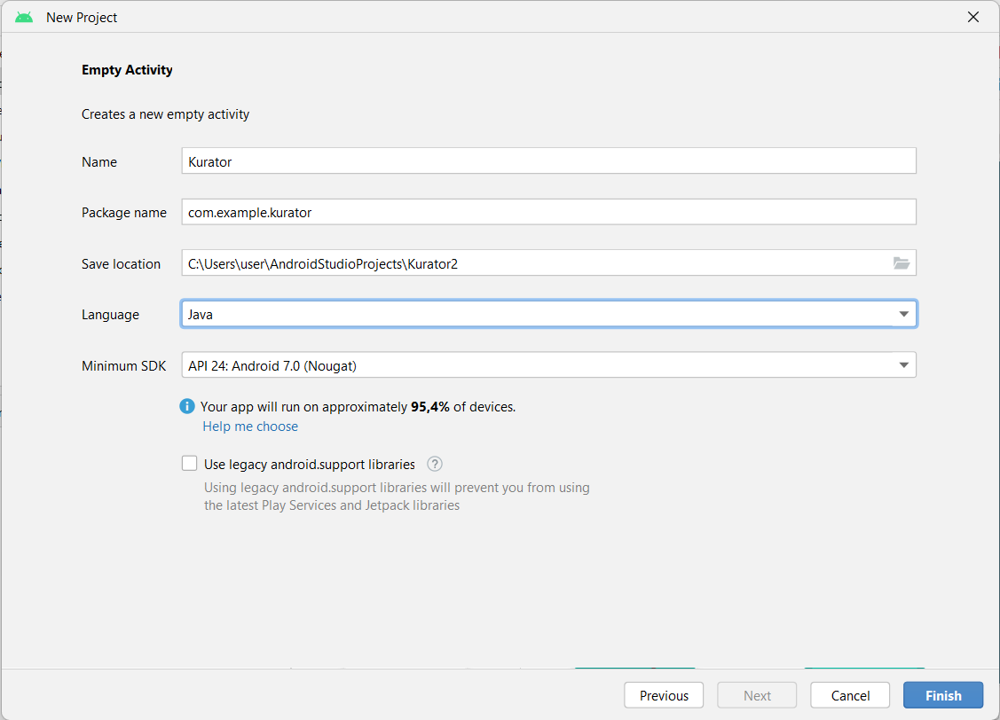 New Project
Empty Activity
Creates a new empty activity
Name Kurator
Package name com.example.kurator
Save location C:\Users\user\AndroidStudioProjects\Kurator2
Language Java
Minimum SDK API 24: Android 7.0 (Nougat)
i Your app will run on approximately 95,4% of devices.
Help me choose
Use legacy android.support libraries ?
Using legacy android.support libraries will prevent you from using
the latest Play Services and Jetpack libraries
Previous Next Cancel Finish